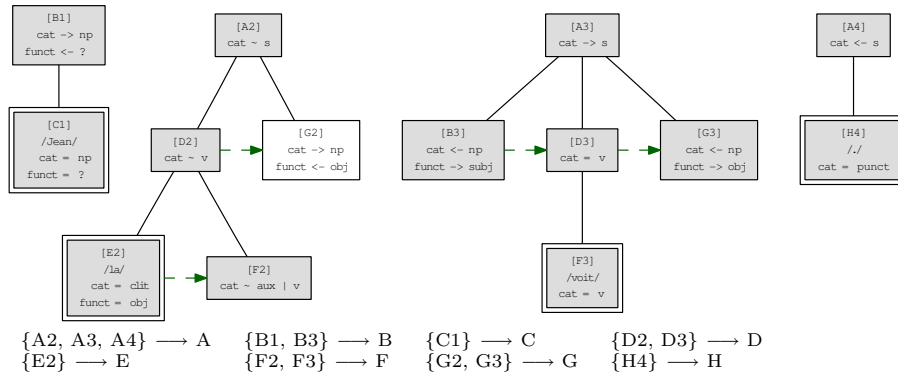 [B1]
cat -> np
funct <- ?
[C1]
/Jean/
cat = np
funct = ?
[A2]
cat ~ s
[D2]
cat ~ v
[G2]
cat -> np
funct <- obj
[E2]
/la/
cat = clit
funct = obj
[F2]
cat ~ aux | v
[A3]
cat -> s
[B3]
cat <- np
funct -> subj
[D3]
cat = v
[G3]
cat <- np
funct -> obj
[F3]
/voit/
cat = v
[A4]
cat <- s
[H4]
/./
cat = punct
{A2, A3, A4} ⟶ A {B1, B3} ⟶ B {C1} ⟶ C {D2, D3} ⟶ D
{E2} ⟶ E {F2, F3} ⟶ F {G2, G3} ⟶ G {H4} ⟶ H